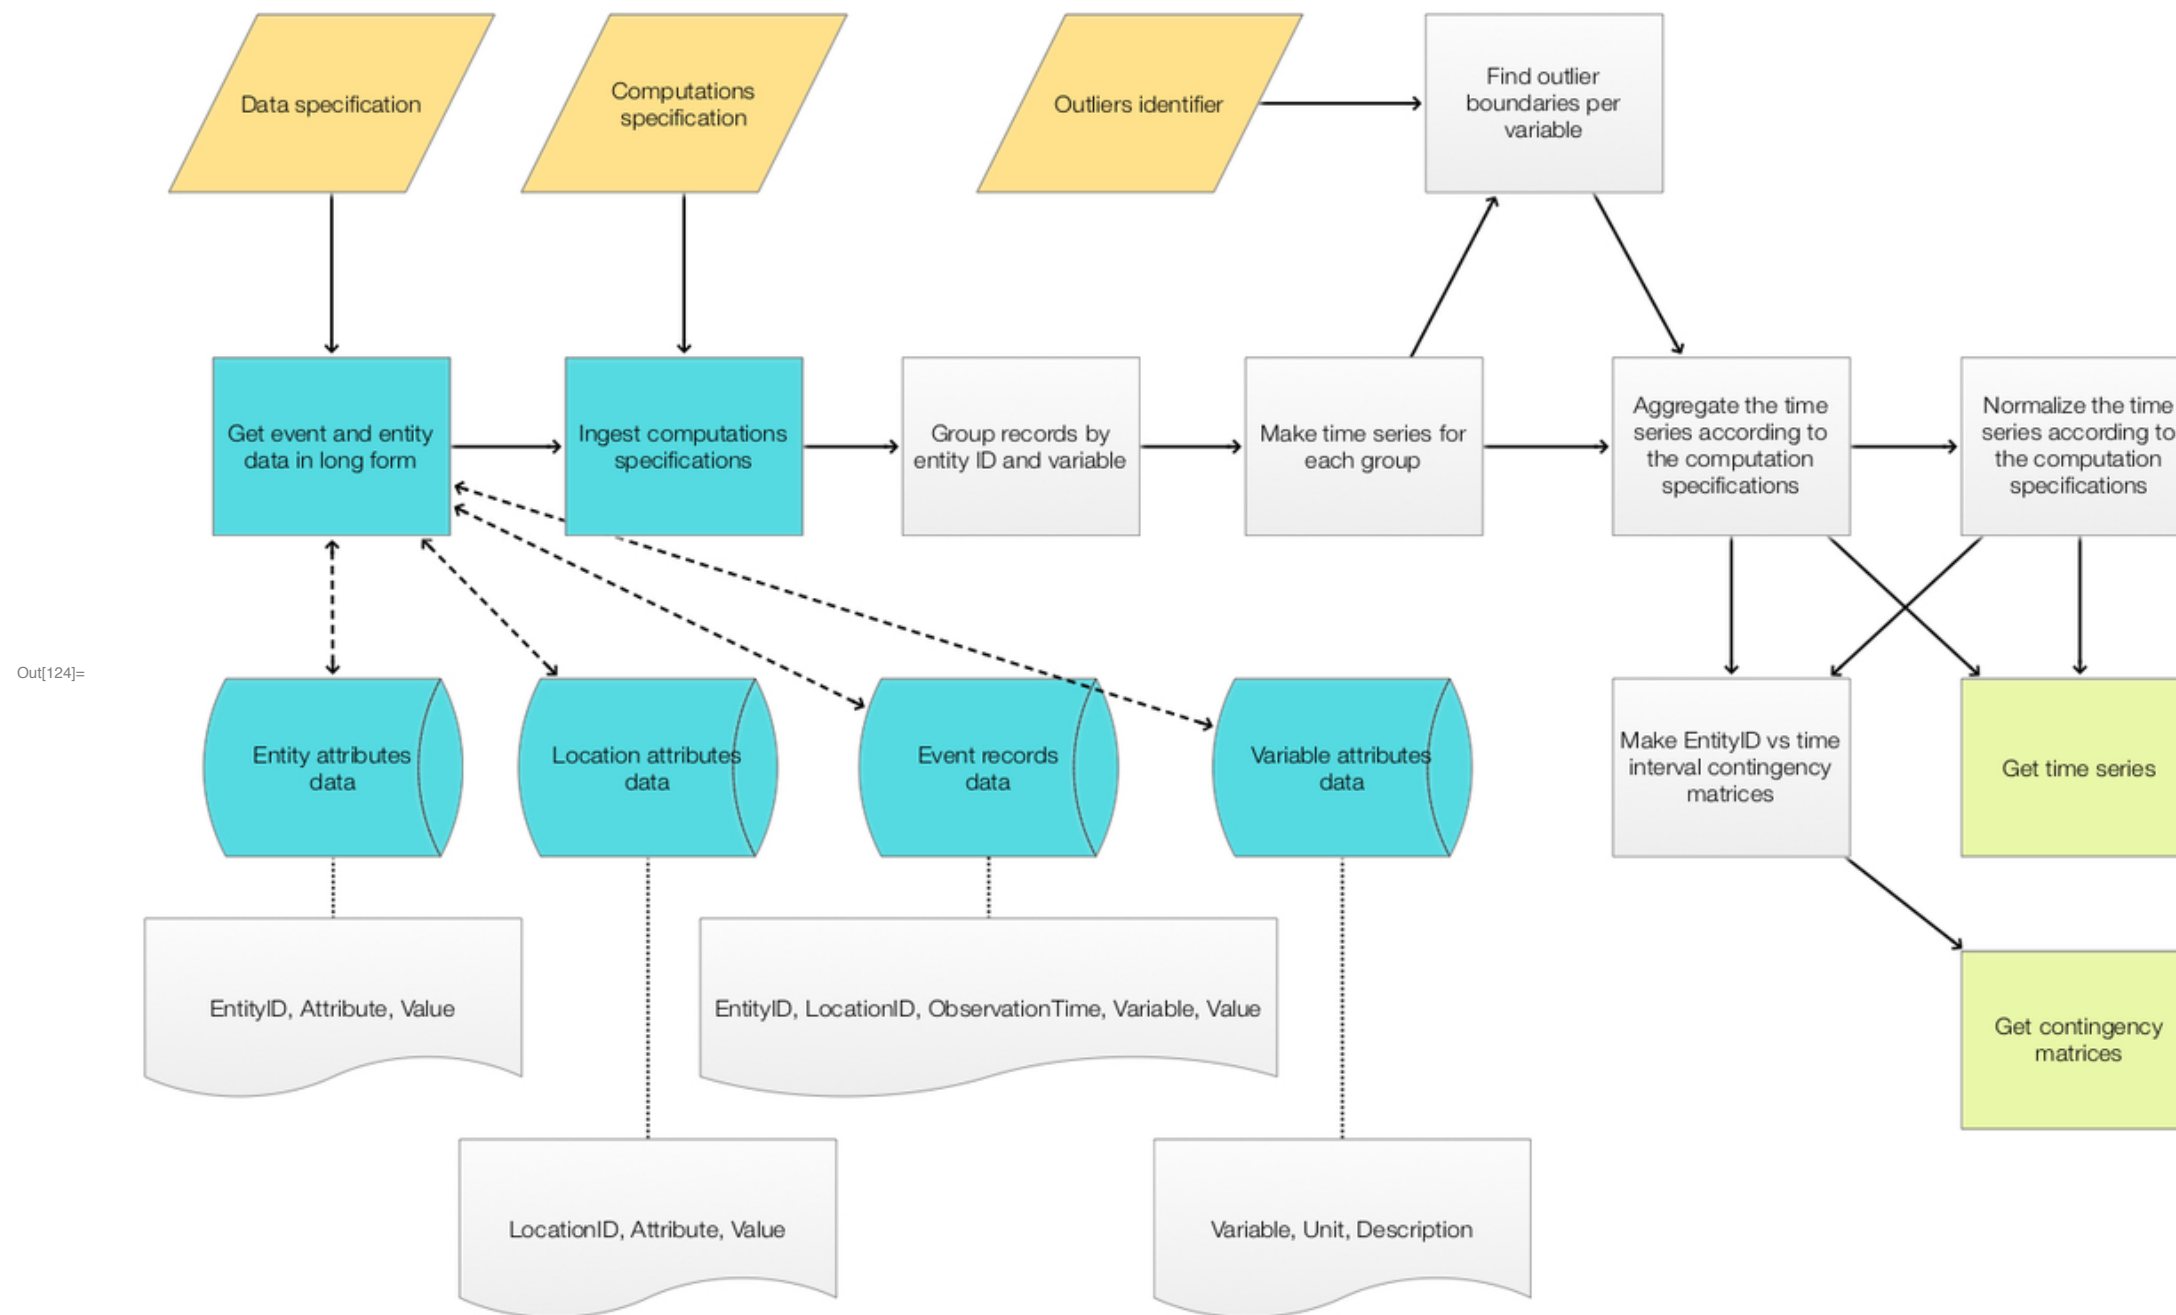 Data specification
Computations
specification
Outliers identifier
Find outlier
boundaries per
variable
Get event and entity
data in long form
Ingest computations
specifications
Group records by
entity ID and variable
Make time series for
each group
Aggregate the time
series according to
the computation
specifications
Normalize the time
series according to
the computation
specifications
Out[124]=
Entity attributes
data
Location attributes
data
Event records
data
Variable attributes
data
Make EntityID vs time
interval contingency
matrices
Get time series
EntityID, Attribute, Value
EntityID, LocationID, ObservationTime, Variable, Value
Get contingency
matrices
LocationID, Attribute, Value
Variable, Unit, Description